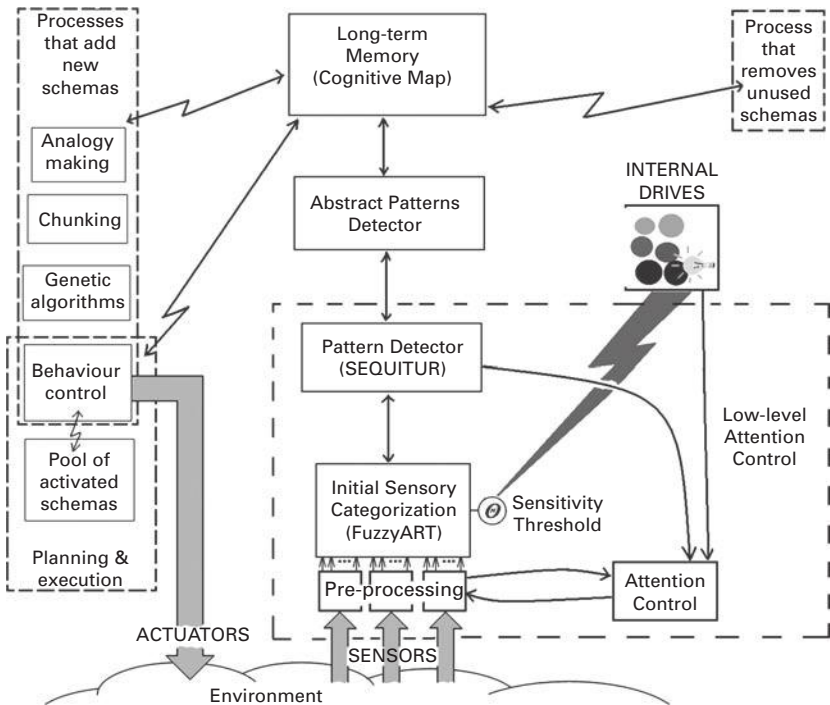 Processes
that add
new
schemas
Analogy
making
Chunking
Genetic
algorithms
Behaviour
control
Pool of
activated
schemas
Planning &
execution
Long-term
Memory
(Cognitive Map)
Process
that
removes
unused
schemas
Abstract Patterns
Detector
INTERNAL
DRIVES
Pattern Detector
(SEQUITUR)
Low-level
Attention
Control
Initial Sensory
Categorization
(FuzzyART)
Θ
Sensitivity
Threshold
Pre-processing
Attention
Control
ACTUATORS
SENSORS
Environment